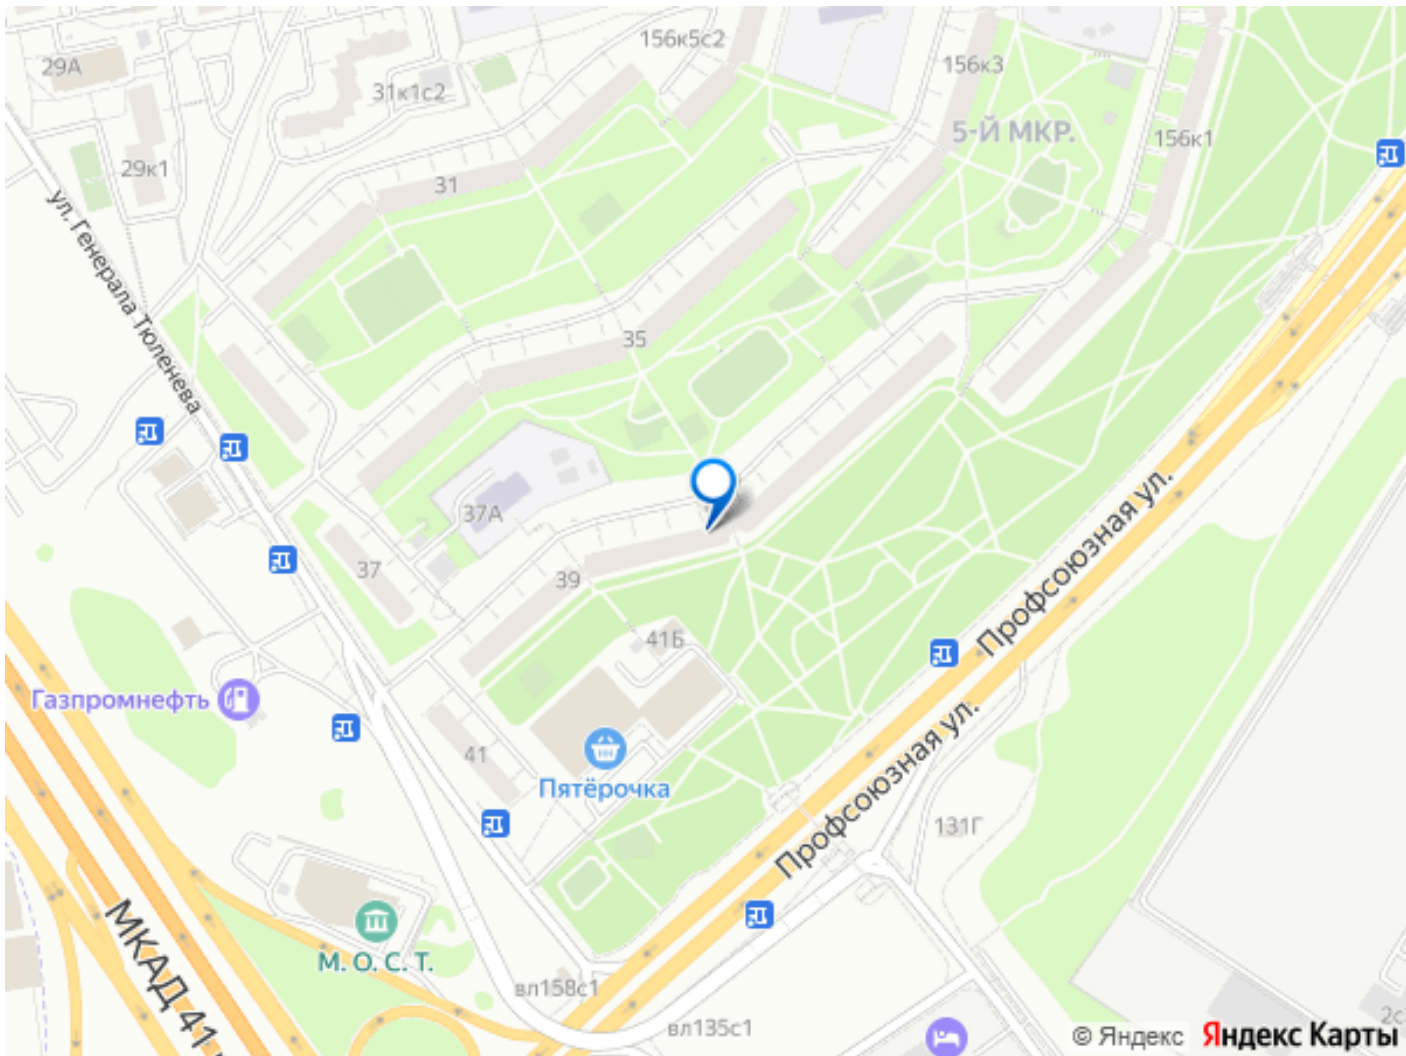 156к5с2
29А
156к3
31к1с2
5-Й МКР.
156к1
29к1
31
ул. Генерала Тюленева
35
37А
37
39
Профсоюзная ул.
41Б
Газпромнефть
41
Пятёрочка
Профсоюзная ул.
131Г
МКАД 41
М. О. С. Т.
вл158с1
вл135с1
2с
© Яндекс Яндекс Карты